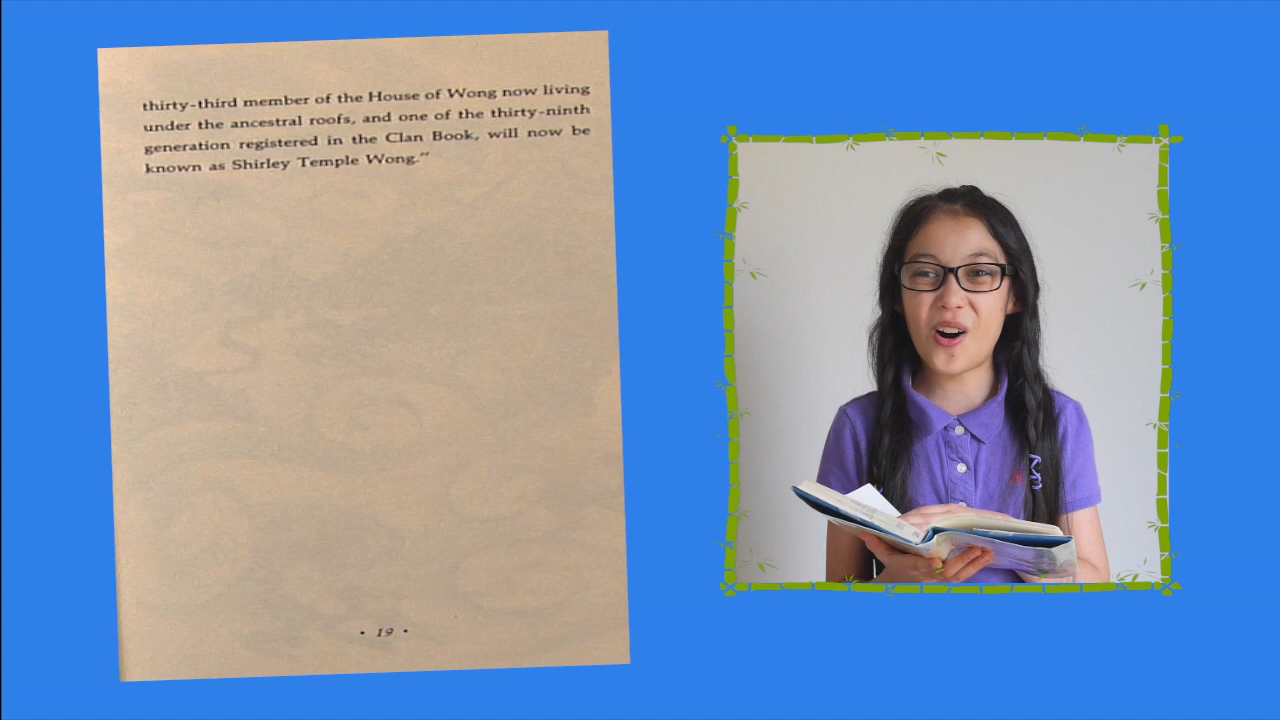 thirty-third member of the House of Wong now living
under the ancestral roofs, and one of the thirty-ninth
generation registered in the Clan Book, will now be
known as Shirley Temple Wong.”
• 19 •